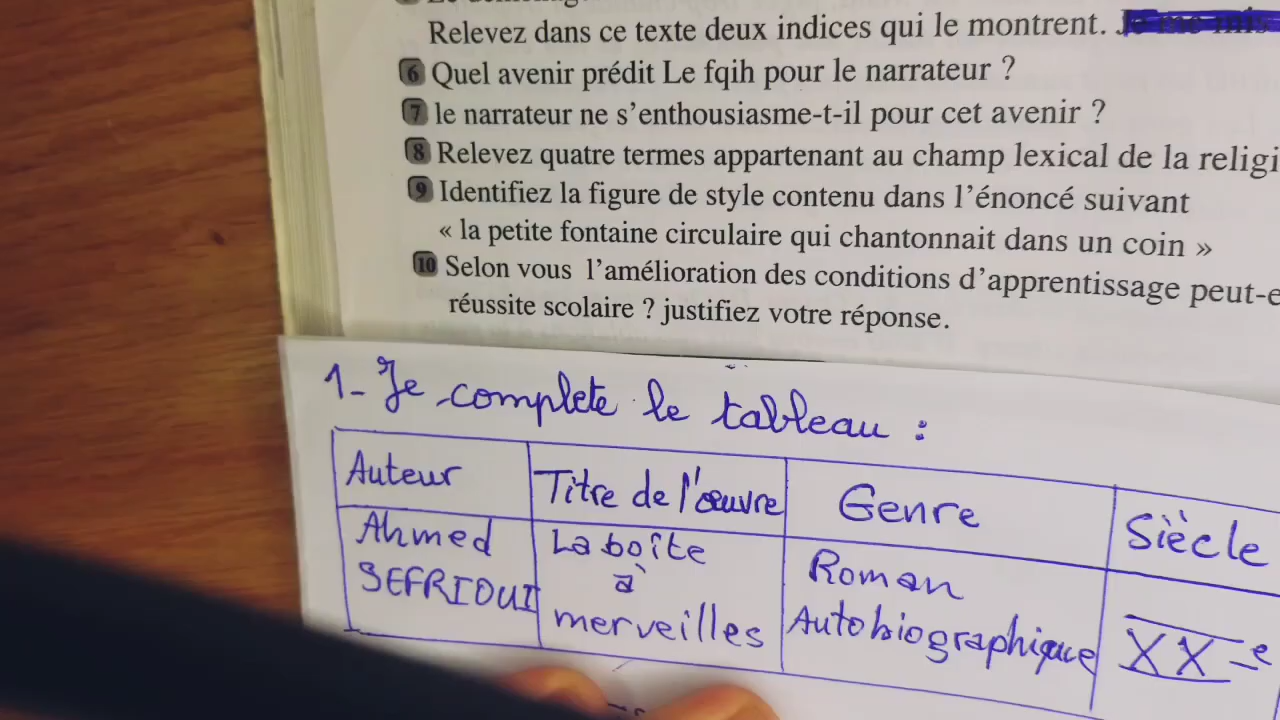 Relevez dans ce texte deux indices qui le montrent.
6 Quel avenir prédit Le fqih pour le narrateur ?
7 le narrateur ne s'enthousiasme-t-il pour cet avenir ?
8 Relevez quatre termes appartenant au champ lexical de la religi
9 Identifiez la figure de style contenu dans l'énoncé suivant
« la petite fontaine circulaire qui chantonnait dans un coin »
10 Selon vous l'amélioration des conditions d'apprentissage peut-e
réussite scolaire ? justifiez votre réponse.
1- Je complete le tableau :
Auteur Titre de l'œuvre Genre Siècle
Ahmed La boîte Roman
SEFRIOUI à Autobiographique XXe
merveilles